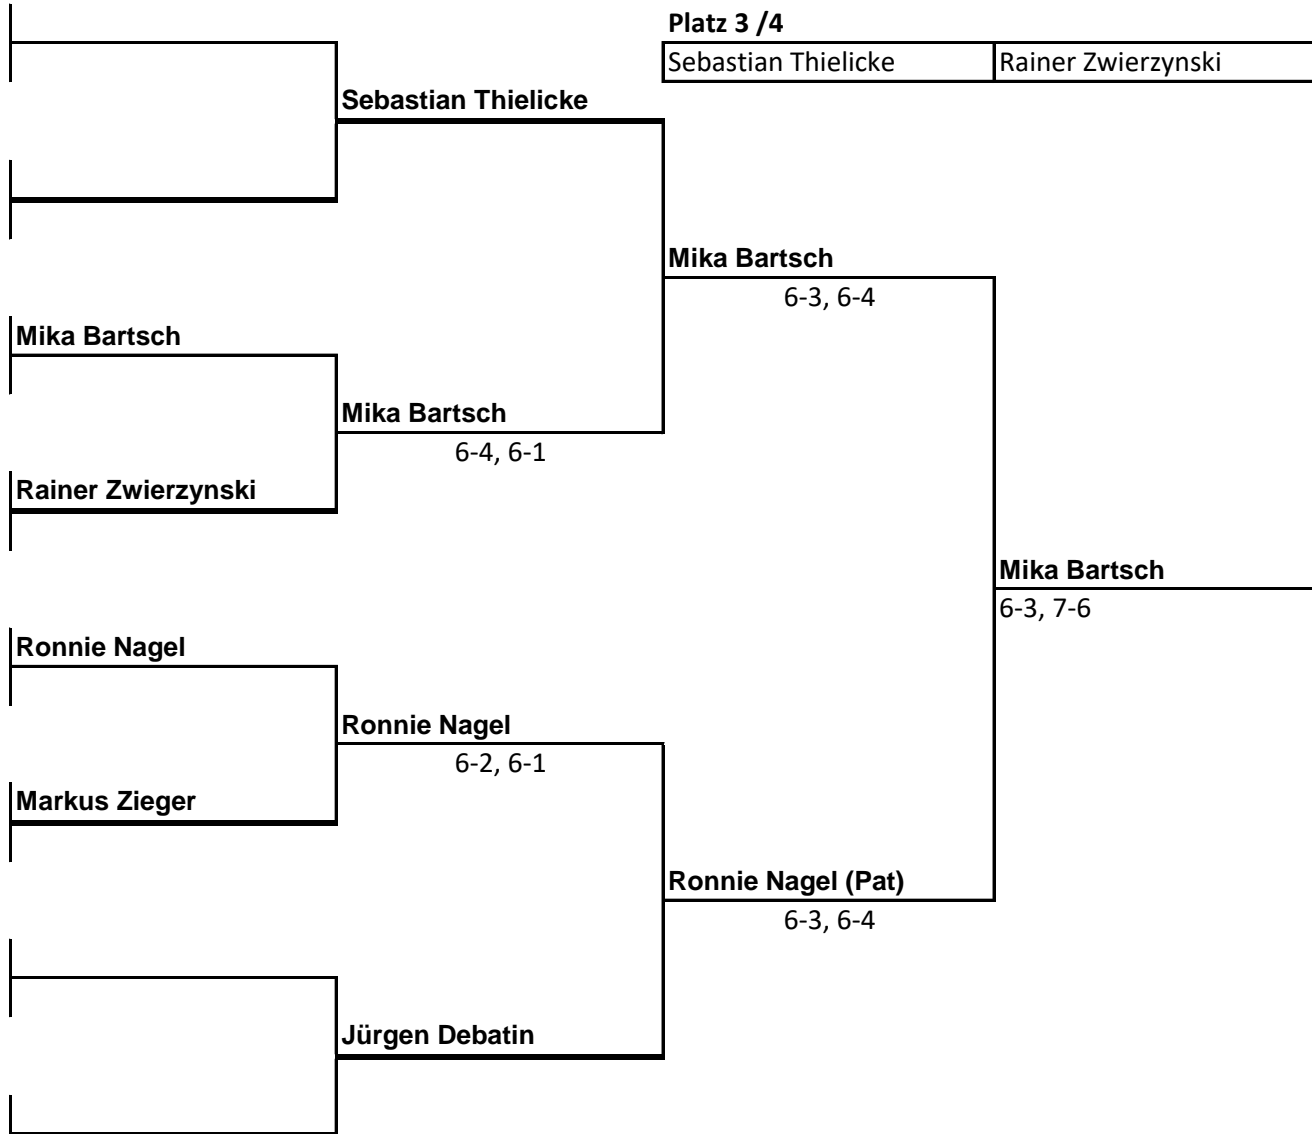 Platz 3 /4
Sebastian Thielicke
Rainer Zwierzynski
Sebastian Thielicke
Mika Bartsch
6-3, 6-4
Mika Bartsch
Mika Bartsch
6-4, 6-1
Rainer Zwierzynski
Mika Bartsch
6-3, 7-6
Ronnie Nagel
Ronnie Nagel
6-2, 6-1
Markus Zieger
Ronnie Nagel (Pat)
6-3, 6-4
Jürgen Debatin